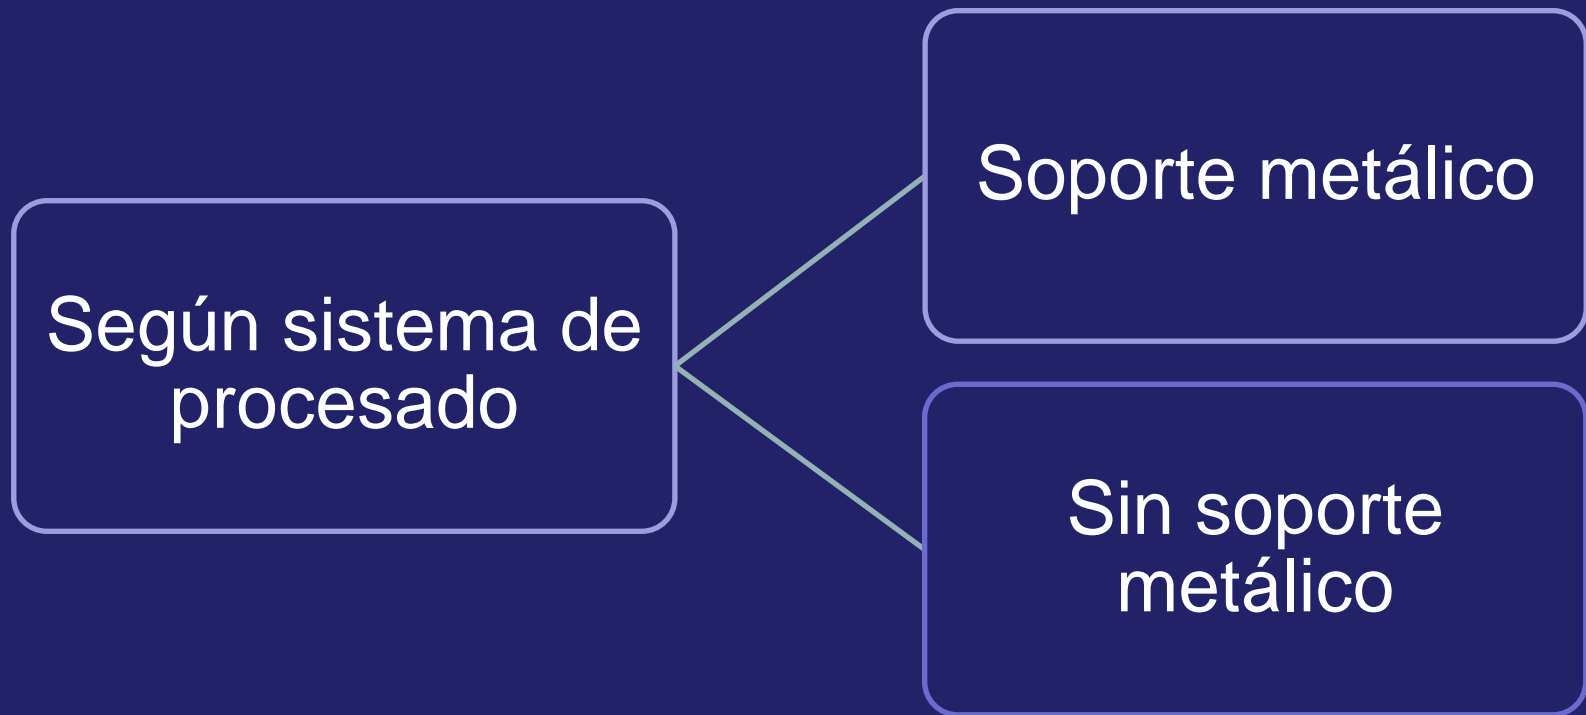 Según sistema de
procesado
Soporte metálico
Sin soporte
metálico